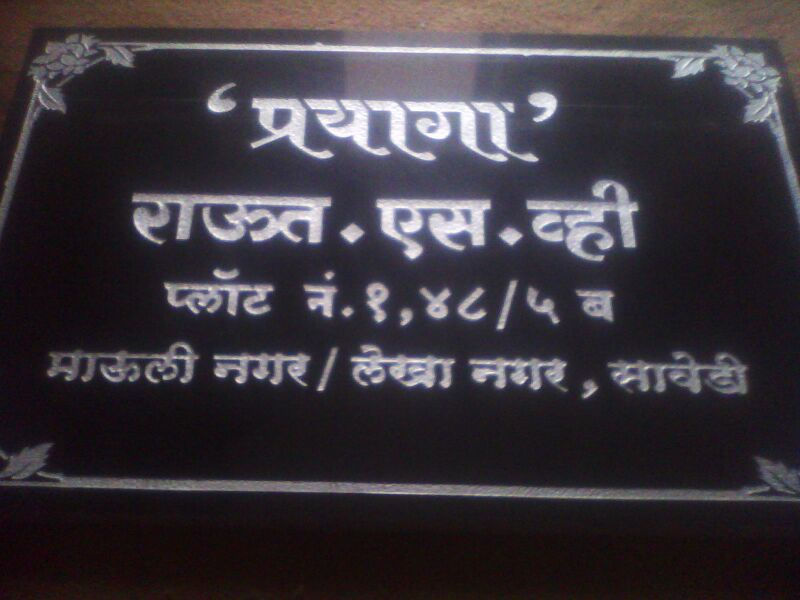 ‘प्रयागा’
राऊत.एस.व्ही
प्लॉट नं.१,४८/५ ब
माऊली नगर/लेखा नगर,सावेडी